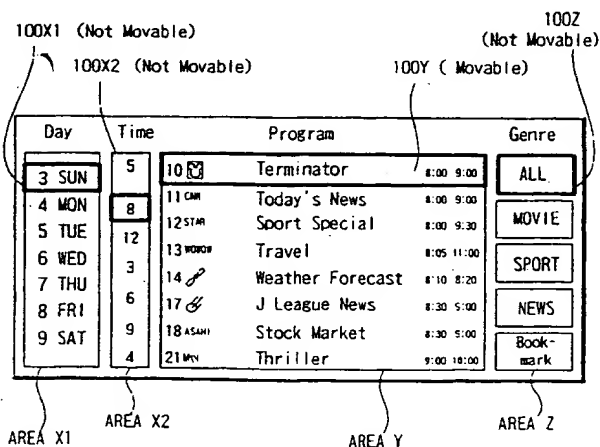 100X1 (Not Movable)
100X2 (Not Movable)
100Y ( Movable )
100Z
(Not Movable)
Day Time Program Genre
3 SUN
4 MON
5 TUE
6 WED
7 THU
8 FRI
9 SAT
5
8
12
3
6
9
4
10 Terminator 8:00 9:00
11 CNN Today's News 8:00 9:00
12 STAR Sport Special 8:00 9:30
13 WOWOW Travel 8:05 11:00
14 Weather Forecast 8:10 8:20
17 J League News 8:30 5:00
18 ASAHI Stock Market 8:30 5:00
21 MTV Thriller 9:00 10:00
ALL
MOVIE
SPORT
NEWS
Book-
mark
AREA X1
AREA X2
AREA Y
AREA Z